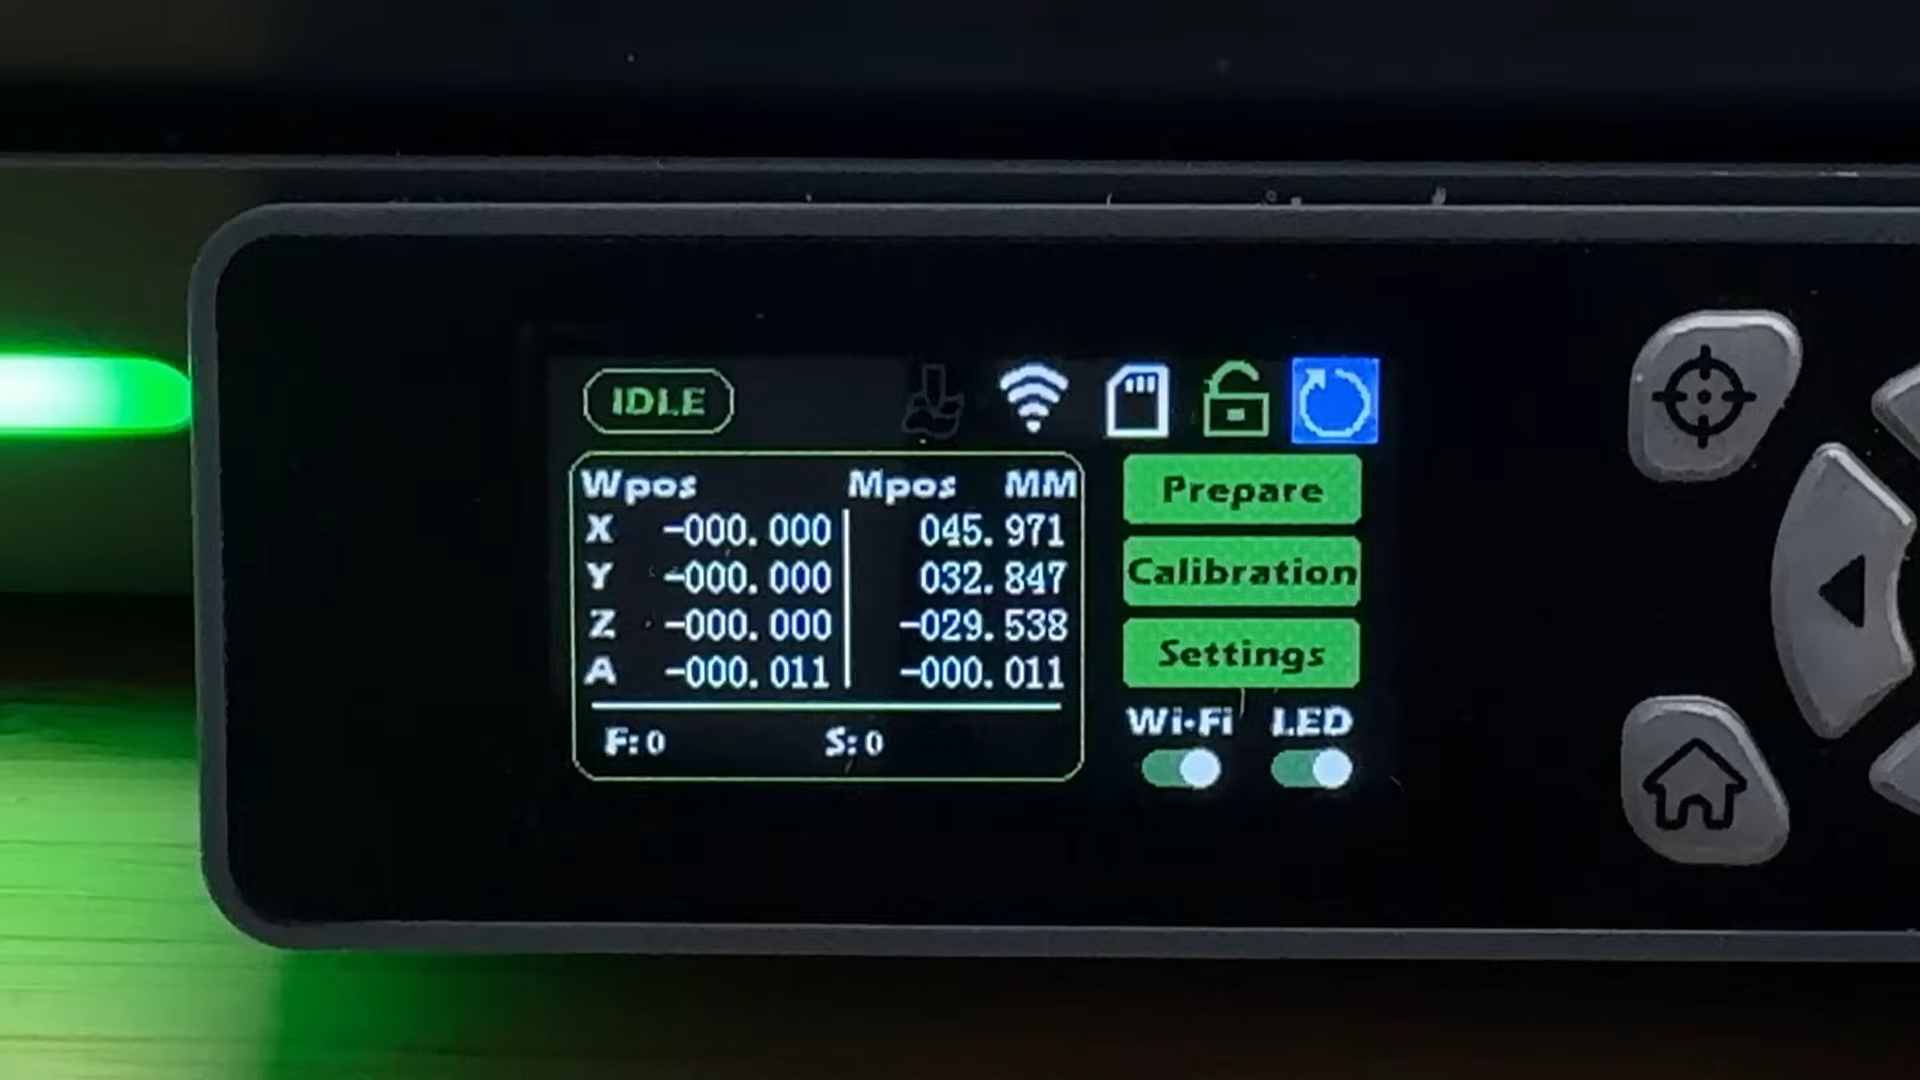 IDLE
Wpos Mpos MM
X -000.000 045.971
Y -000.000 032.847
Z -000.000 -029.538
A -000.011 -000.011
F:0 S:0
Prepare
Calibration
Settings
Wi-Fi LED